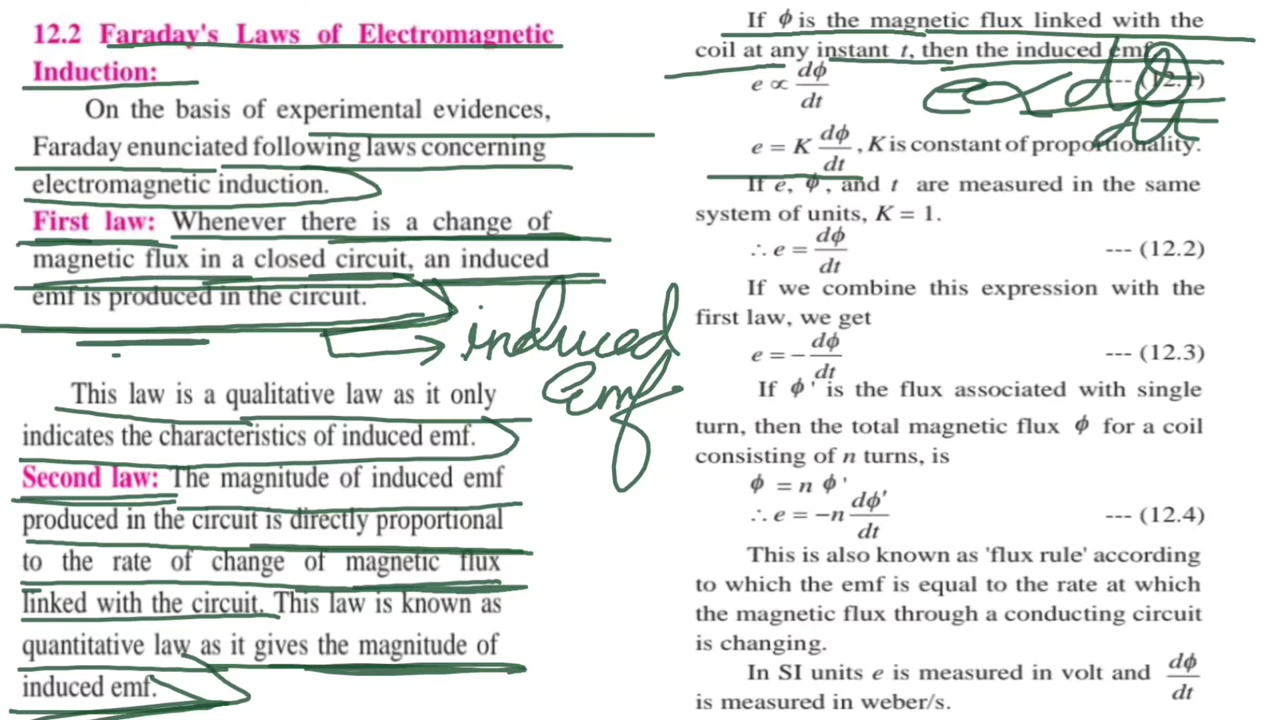 12.2 Faraday's Laws of Electromagnetic
Induction:
On the basis of experimental evidences,
Faraday enunciated following laws concerning
electromagnetic induction.
First law: Whenever there is a change of
magnetic flux in a closed circuit, an induced
emf is produced in the circuit.
induced
Emf
This law is a qualitative law as it only
indicates the characteristics of induced emf.
Second law: The magnitude of induced emf
produced in the circuit is directly proportional
to the rate of change of magnetic flux
linked with the circuit. This law is known as
quantitative law as it gives the magnitude of
induced emf.
If ϕ is the magnetic flux linked with the
coil at any instant t, then the induced emf
e ∝ dϕ/dt --- (12.1)
e ∝ dϕ/dt
e = K dϕ/dt, K is constant of proportionality.
If e, ϕ, and t are measured in the same
system of units, K = 1.
∴ e = dϕ/dt --- (12.2)
If we combine this expression with the
first law, we get
e = − dϕ/dt --- (12.3)
If ϕ' is the flux associated with single
turn, then the total magnetic flux ϕ for a coil
consisting of n turns, is
ϕ = n ϕ'
∴ e = −n dϕ'/dt --- (12.4)
This is also known as 'flux rule' according
to which the emf is equal to the rate at which
the magnetic flux through a conducting circuit
is changing.
In SI units e is measured in volt and dϕ/dt
is measured in weber/s.